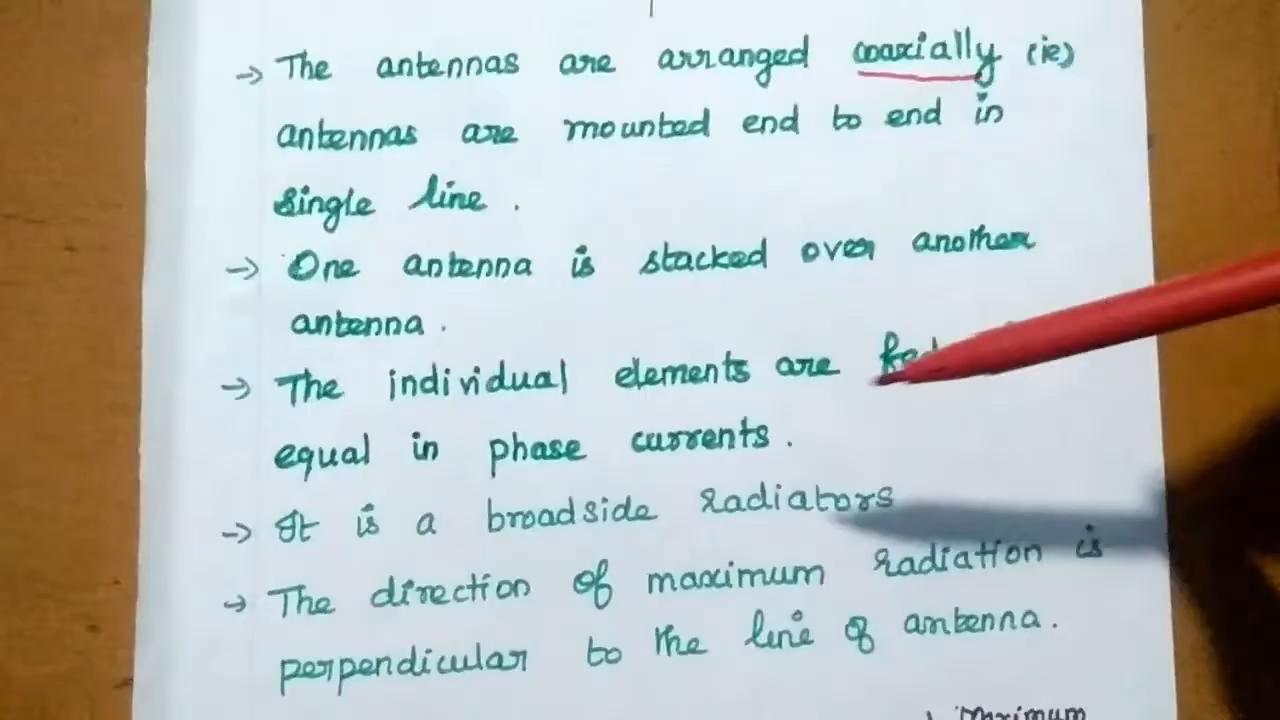 → The antennas are arranged coaxially (ie)
antennas are mounted end to end in
single line.
→ One antenna is stacked over another
antenna.
→ The individual elements are fed
equal in phase currents.
→ It is a broadside radiators
→ The direction of maximum radiation is
perpendicular to the line of antenna.
Maximum